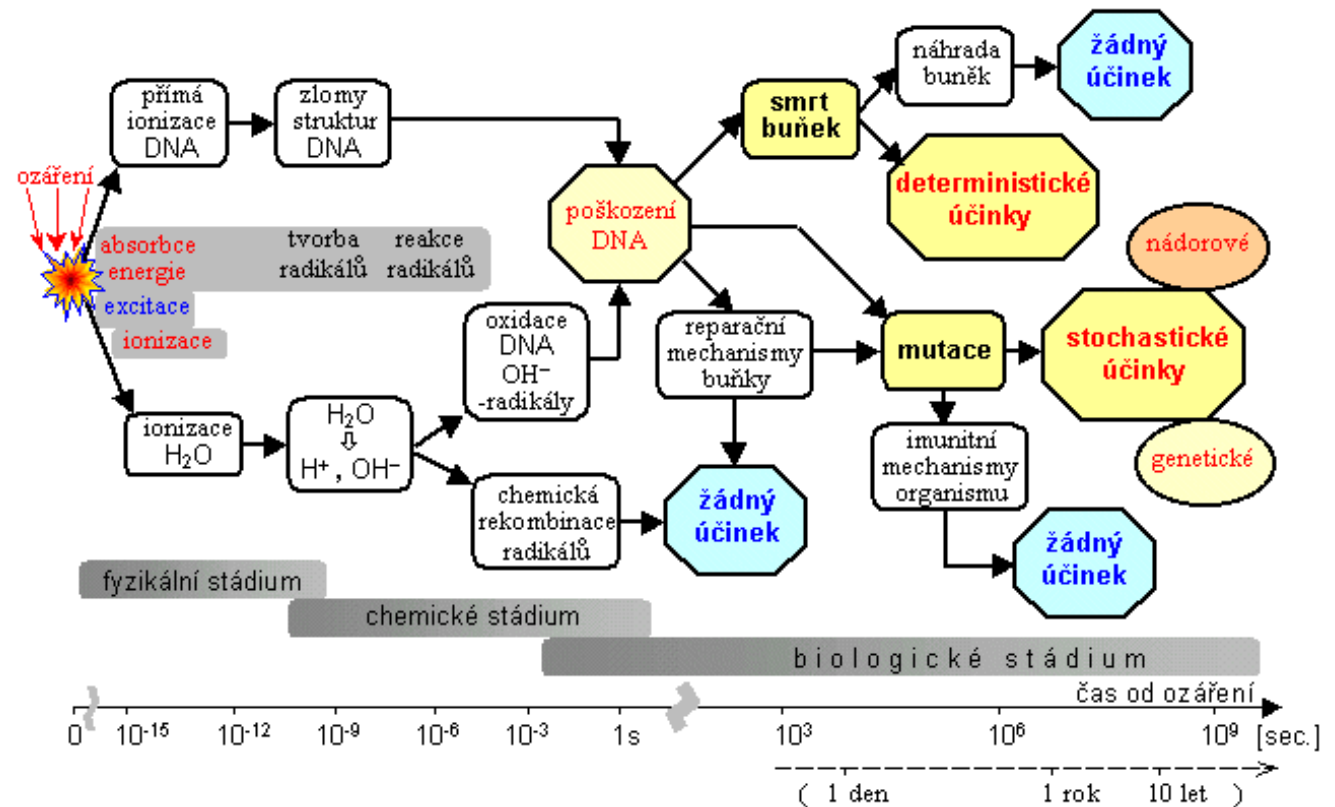 přímá
ionizace
DNA
zlomy
struktur
DNA
smrt
buňek
náhrada
buněk
žádný
účinek
ozáření
deterministické
účinky
poškození
DNA
absorbce
energie
tvorba
radikálů
reakce
radikálů
excitace
ionizace
nádorové
oxidace
DNA
OH⁻
-radikály
reparační
mechanismy
buňky
mutace
stochastické
účinky
genetické
ionizace
H₂O
H₂O
⇩
H⁺ , OH⁻
chemická
rekombinace
radikálů
žádný
účinek
imunitní
mechanismy
organismu
žádný
účinek
fyzikální stádium
chemické stádium
biologické stádium
čas od ozáření
0 10⁻¹⁵ 10⁻¹² 10⁻⁹ 10⁻⁶ 10⁻³ 1s 10³ 10⁶ 10⁹ [sec.]
( 1 den 1 rok 10 let )